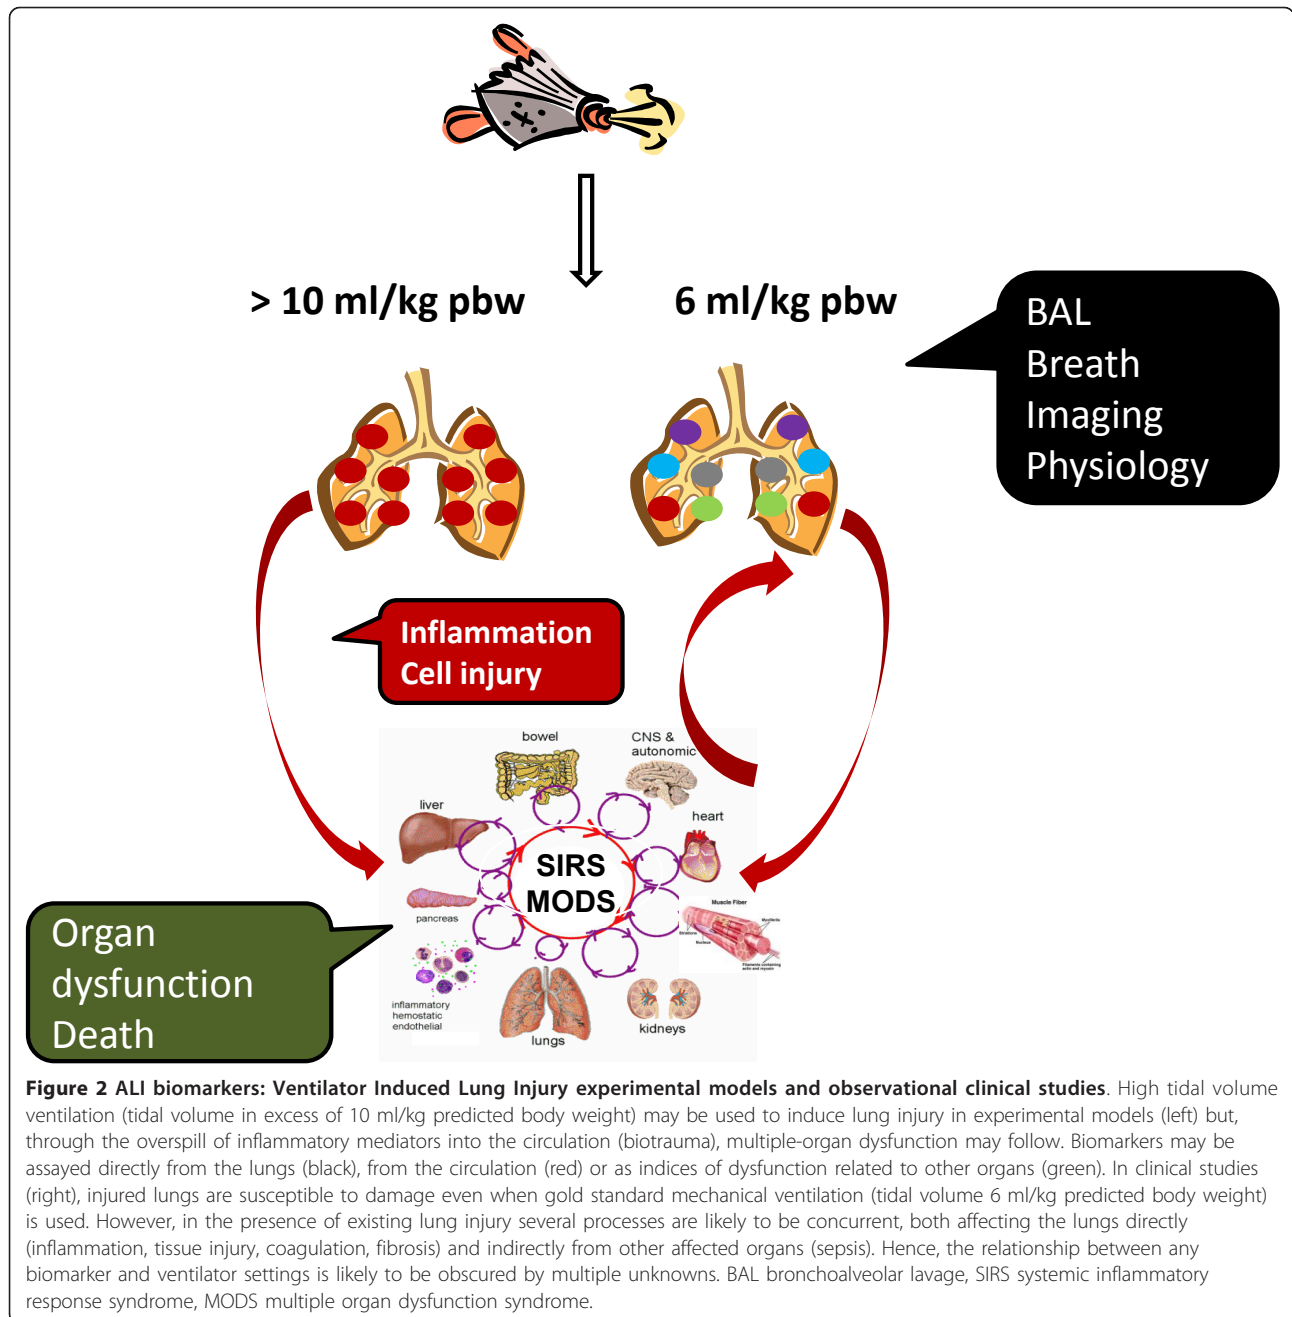 > 10 ml/kg pbw
6 ml/kg pbw
BAL
Breath
Imaging
Physiology
Inflammation
Cell injury
bowel
CNS &
autonomic
liver
heart
SIRS
MODS
pancreas
Muscle Fiber
Myofibrils
Striations
Nucleus
Filaments containing
actin and myosin
Organ
dysfunction
Death
inflammatory
hemostatic
endothelial
lungs
kidneys
Figure 2 ALI biomarkers: Ventilator Induced Lung Injury experimental models and observational clinical studies. High tidal volume
ventilation (tidal volume in excess of 10 ml/kg predicted body weight) may be used to induce lung injury in experimental models (left) but,
through the overspill of inflammatory mediators into the circulation (biotrauma), multiple-organ dysfunction may follow. Biomarkers may be
assayed directly from the lungs (black), from the circulation (red) or as indices of dysfunction related to other organs (green). In clinical studies
(right), injured lungs are susceptible to damage even when gold standard mechanical ventilation (tidal volume 6 ml/kg predicted body weight)
is used. However, in the presence of existing lung injury several processes are likely to be concurrent, both affecting the lungs directly
(inflammation, tissue injury, coagulation, fibrosis) and indirectly from other affected organs (sepsis). Hence, the relationship between any
biomarker and ventilator settings is likely to be obscured by multiple unknowns. BAL bronchoalveolar lavage, SIRS systemic inflammatory
response syndrome, MODS multiple organ dysfunction syndrome.